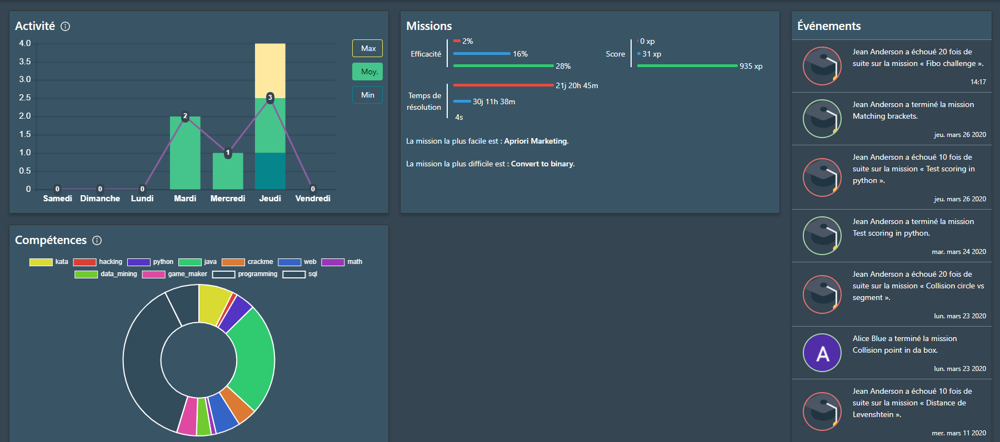 Activité
4.0
3.5
3.0
2.5
2.0
1.5
1.0
0.5
0
0
0
0
2
1
3
0
Samedi
Dimanche
Lundi
Mardi
Mercredi
Jeudi
Vendredi
Max
Moy.
Min
Missions
Efficacité
2%
16%
28%
Score
0 xp
31 xp
935 xp
Temps de
résolution
21j 20h 45m
30j 11h 38m
4s
La mission la plus facile est : Apriori Marketing.
La mission la plus difficile est : Convert to binary.
Compétences
kata hacking python java crackme web math
data_mining game_maker programming sql
Événements
Jean Anderson a échoué 20 fois de
suite sur la mission « Fibo challenge ».
14:17
Jean Anderson a terminé la mission
Matching brackets.
jeu. mars 26 2020
Jean Anderson a échoué 10 fois de
suite sur la mission « Test scoring in
python ».
jeu. mars 26 2020
Jean Anderson a terminé la mission
Test scoring in python.
mar. mars 24 2020
Jean Anderson a échoué 20 fois de
suite sur la mission « Collision circle vs
segment ».
lun. mars 23 2020
A
Alice Blue a terminé la mission
Collision point in da box.
lun. mars 23 2020
Jean Anderson a échoué 10 fois de
suite sur la mission « Distance de
Levenshtein ».
mer. mars 11 2020